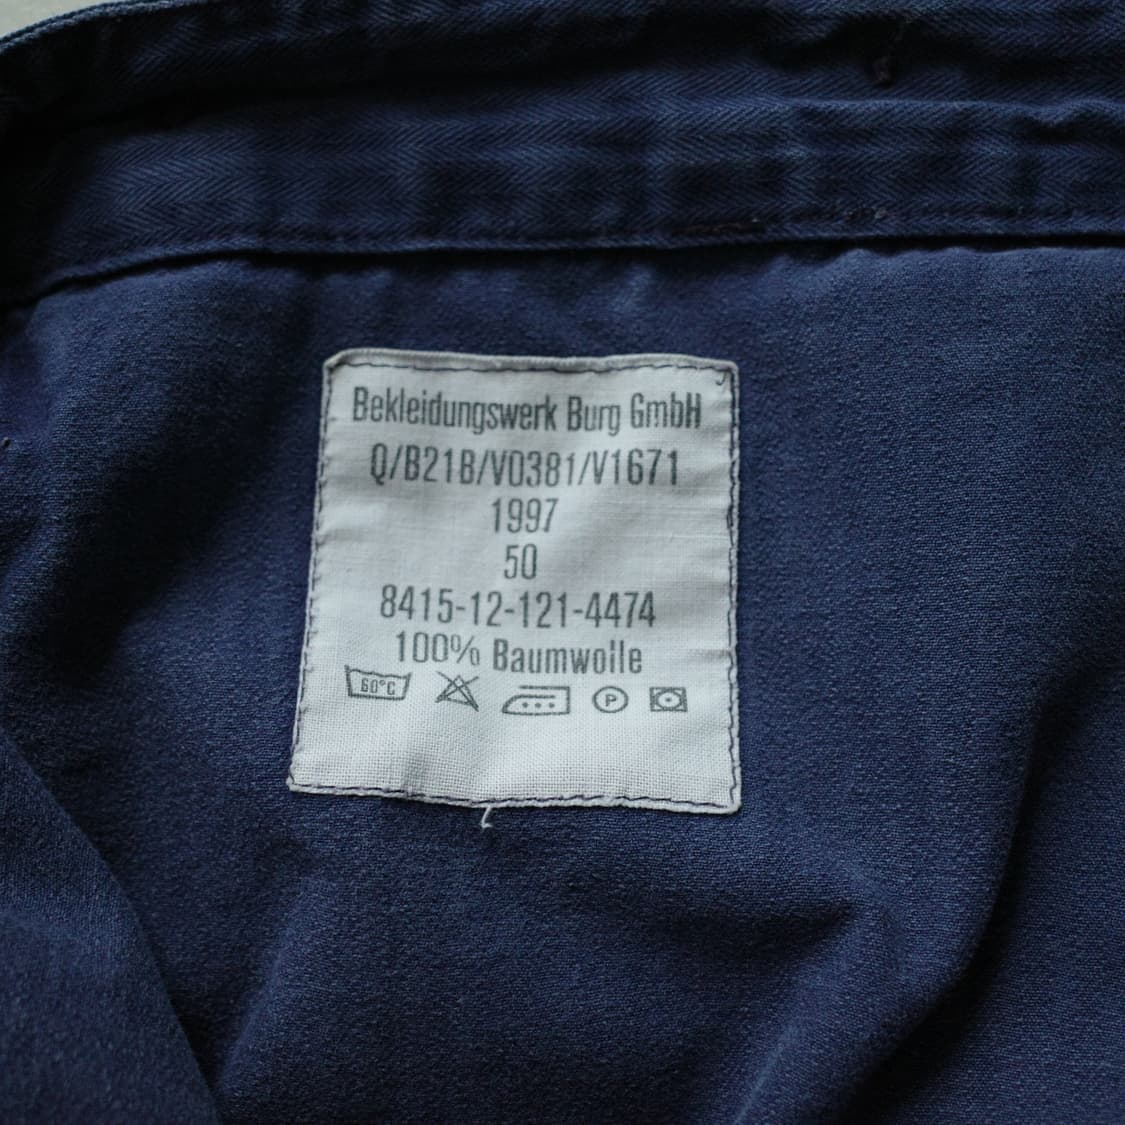 Bekleidungswerk Burg GmbH
Q/B21B/V0381/V1671
1997
50
8415-12-121-4474
100% Baumwolle
60°C
P